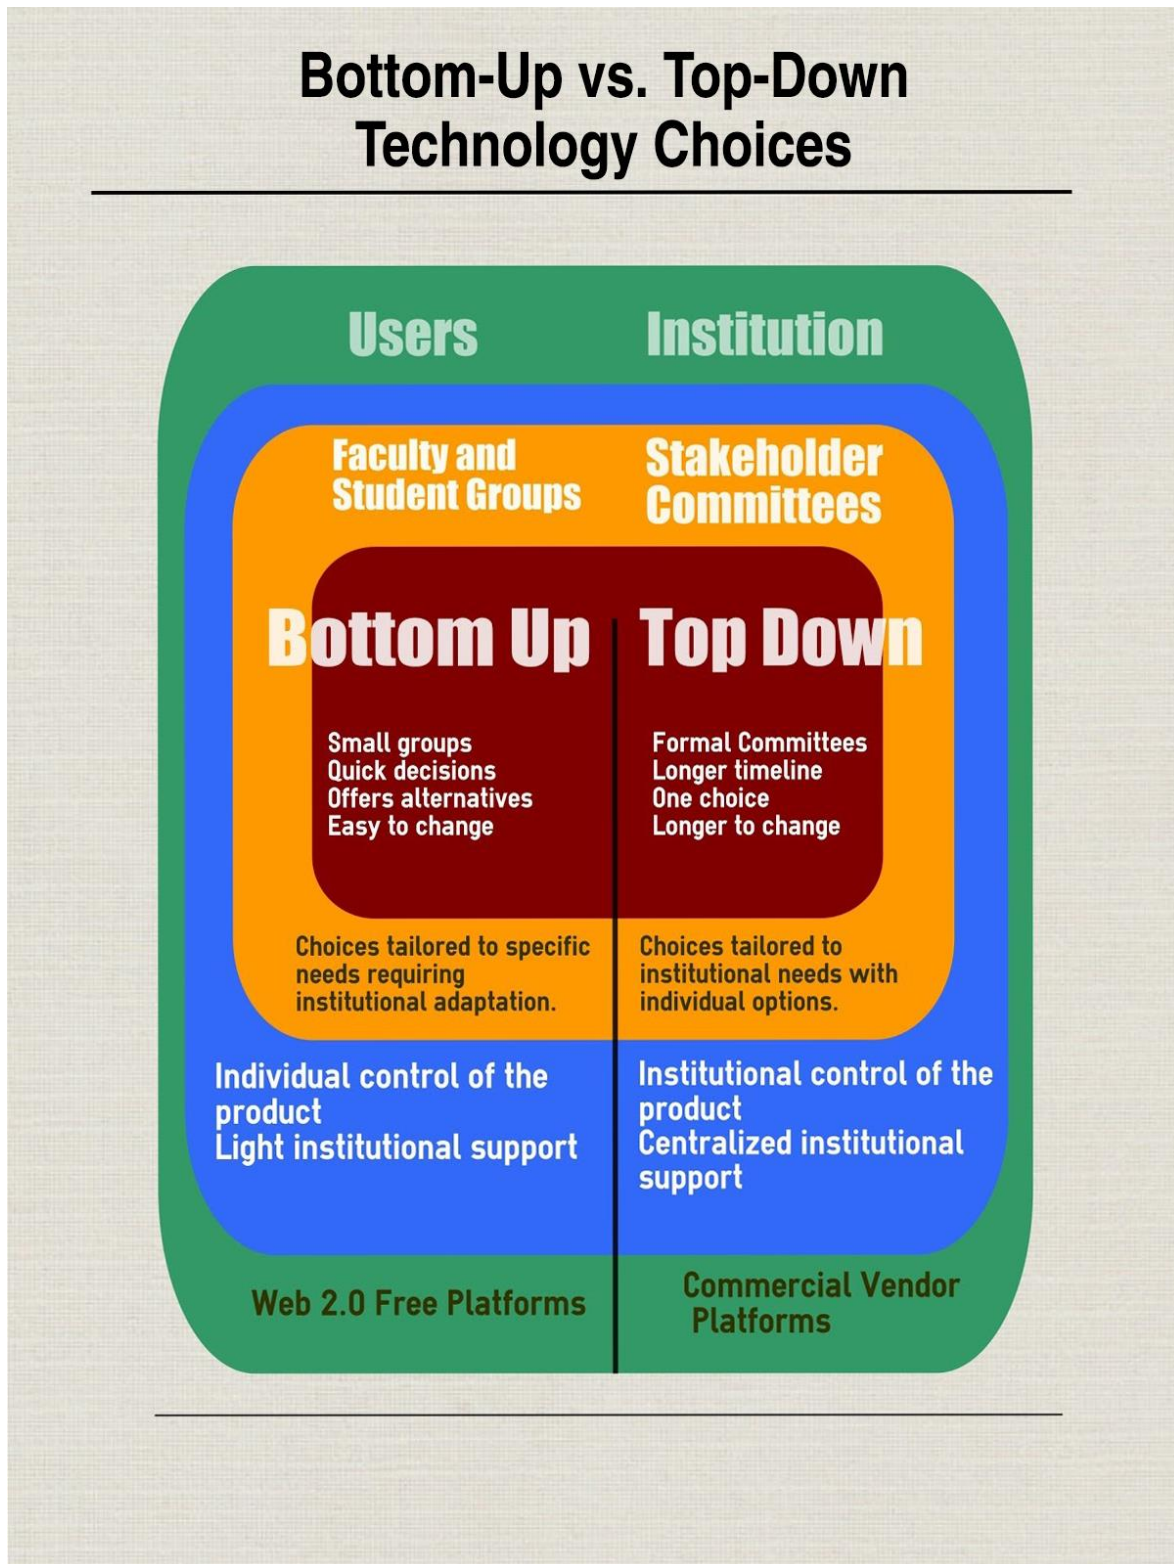 Bottom-Up vs. Top-Down
Technology Choices
Users
Institution
Faculty and
Student Groups
Stakeholder
Committees
Bottom Up
Top Down
Small groups
Quick decisions
Offers alternatives
Easy to change
Formal Committees
Longer timeline
One choice
Longer to change
Choices tailored to specific
needs requiring
institutional adaptation.
Choices tailored to
institutional needs with
individual options.
Individual control of the
product
Light institutional support
Institutional control of the
product
Centralized institutional
support
Web 2.0 Free Platforms
Commercial Vendor
Platforms